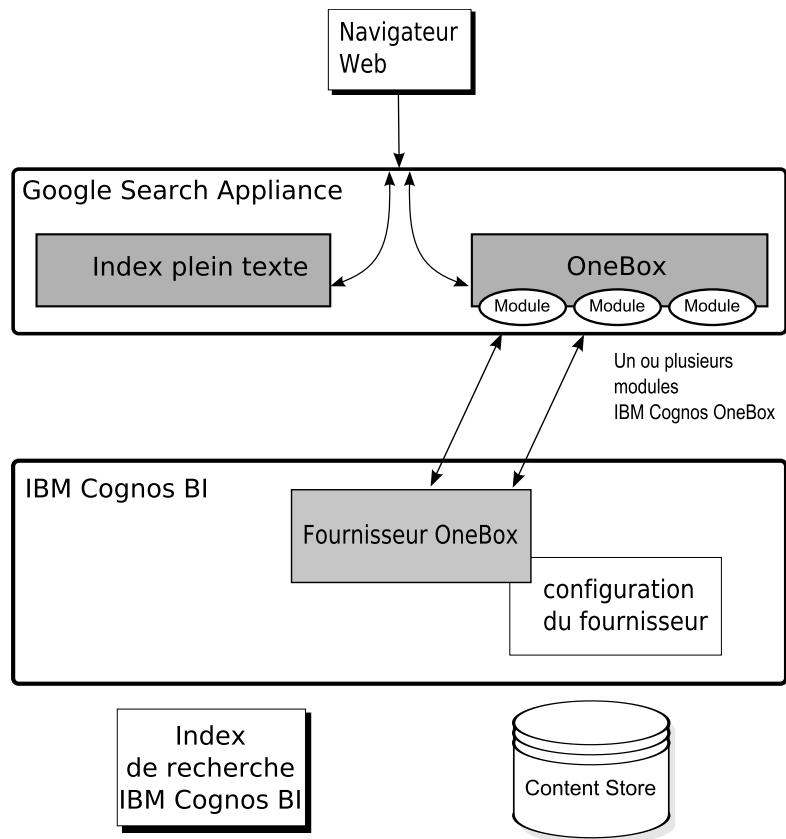 Navigateur
Web
Google Search Appliance
Index plein texte
OneBox
Module
Module
Module
Un ou plusieurs
modules
IBM Cognos OneBox
IBM Cognos BI
Fournisseur OneBox
configuration
du fournisseur
Index
de recherche
IBM Cognos BI
Content Store